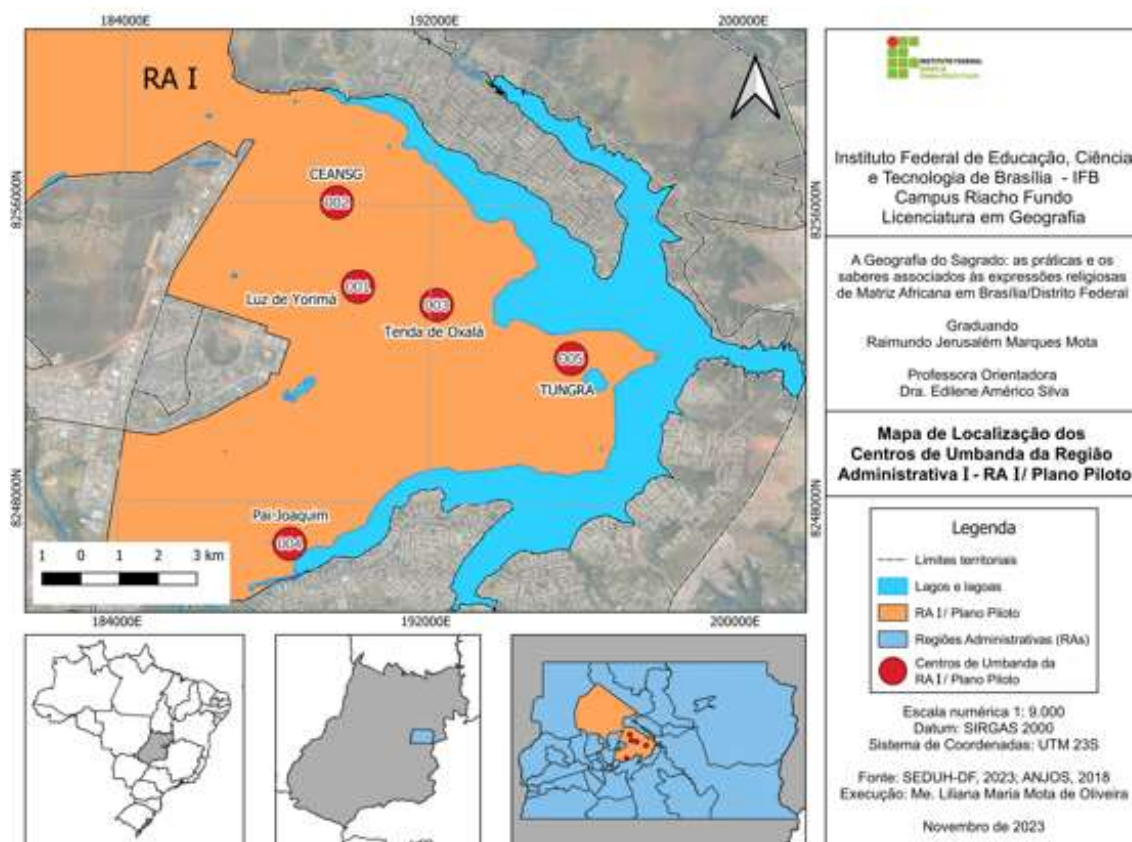 184000E
192000E
200000E
RA I
CEANSG
002
001
Luz de Yorimá
003
Tenda de Oxalá
005
TUNGRA
Pai-Joaquim
004
1 0 1 2 3 km
8256000N
8248000N
8256000N
8248000N
184000E
192000E
200000E
INSTITUTO FEDERAL
Instituto Federal de Educação, Ciência
e Tecnologia de Brasília - IFB
Campus Riacho Fundo
Licenciatura em Geografia
A Geografia do Sagrado: as práticas e os
saberes associados às expressões religiosas
de Matriz Africana em Brasília/Distrito Federal
Graduando
Raimundo Jerusalém Marques Mota
Professora Orientadora
Dra. Edilene Américo Silva
Mapa de Localização dos
Centros de Umbanda da Região
Administrativa I - RA I/ Plano Piloto
Legenda
Limites territoriais
Lagos e lagoas
RA I/ Plano Piloto
Regiões Administrativas (RAs)
Centros de Umbanda da
RA I/ Plano Piloto
Escala numérica 1: 9.000
Datum: SIRGAS 2000
Sistema de Coordenadas: UTM 23S
Fonte: SEDUH-DF, 2023; ANJOS, 2018
Execução: Me. Liliana Maria Mota de Oliveira
Novembro de 2023